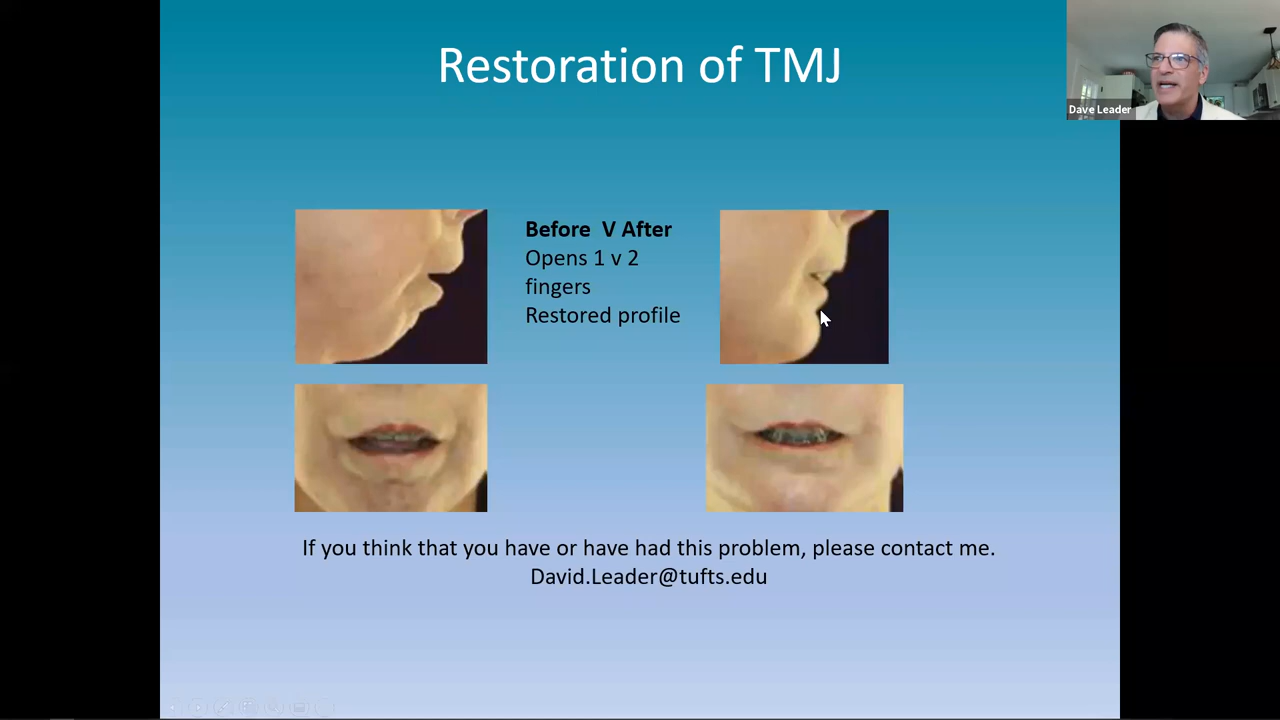 Restoration of TMJ
Dave Leader
Before V After
Opens 1 v 2
fingers
Restored profile
If you think that you have or have had this problem, please contact me.
David.Leader@tufts.edu